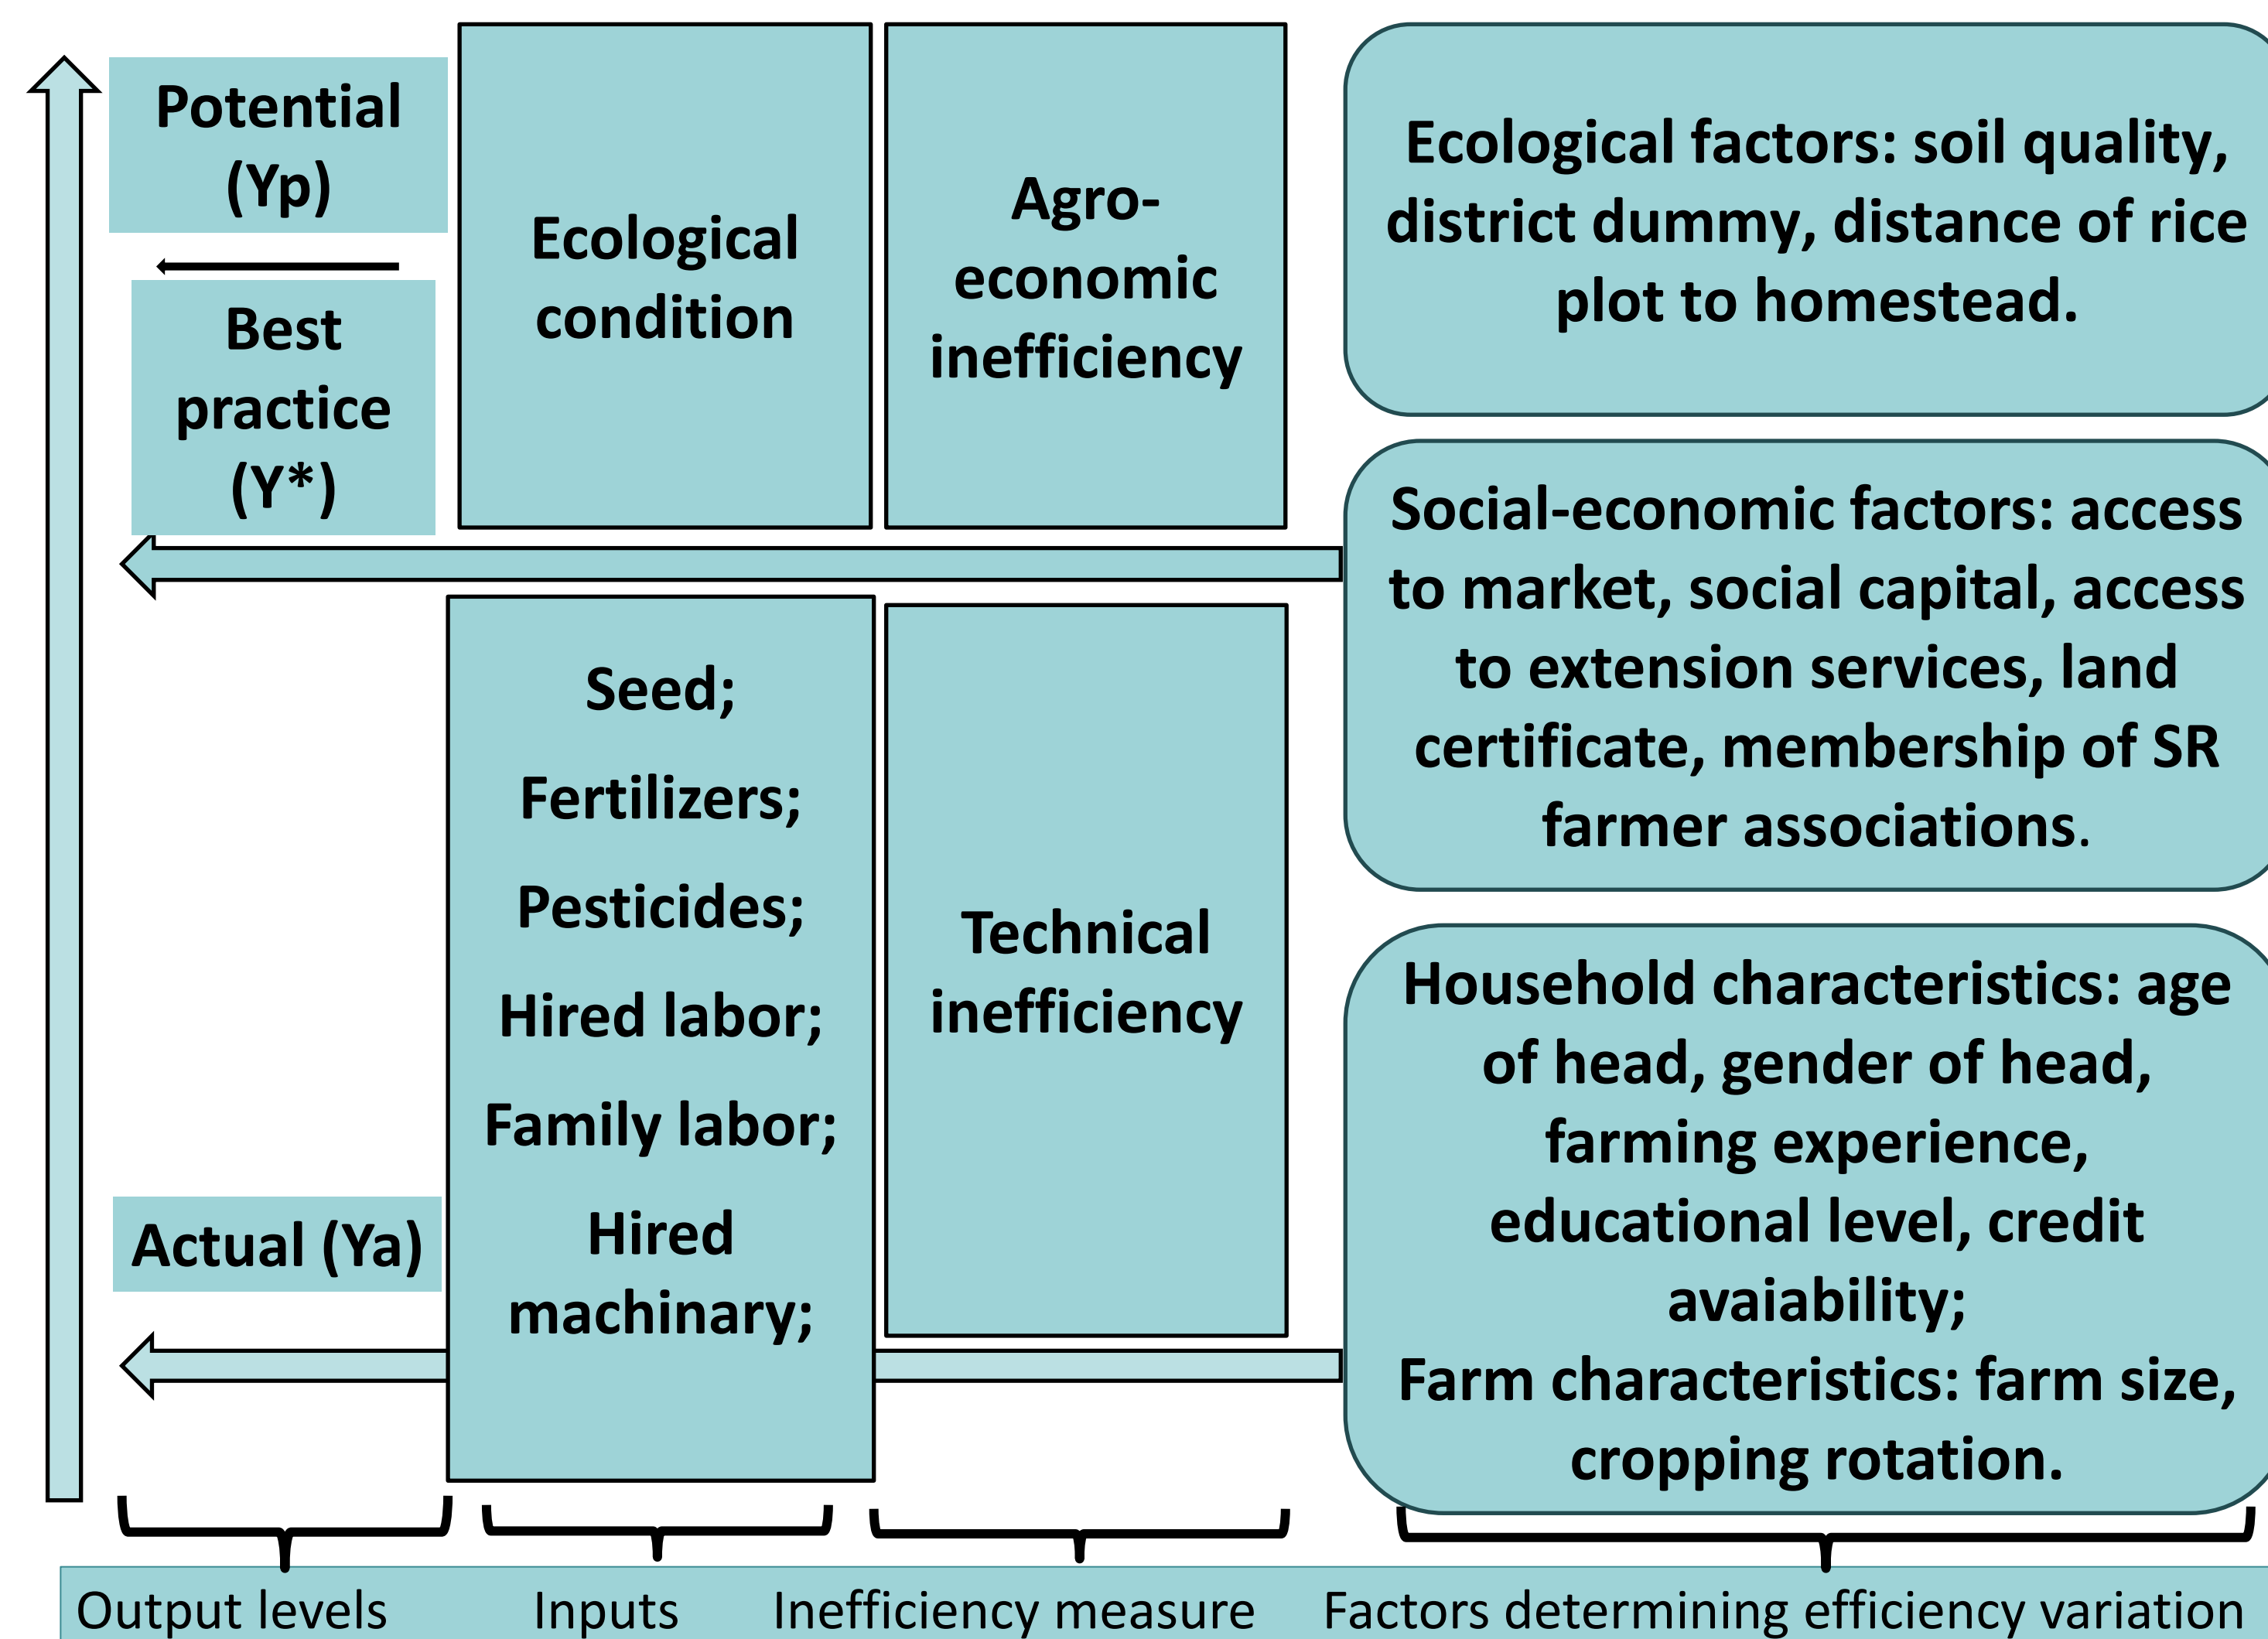 Potential
(Yp)
Best
practice
(Y*)
Actual (Ya)
Ecological
condition
Seed;
Fertilizers;
Pesticides;
Hired labor;
Family labor;
Hired
machinary;
Agro-
economic
inefficiency
Technical
inefficiency
Ecological factors: soil quality,
district dummy, distance of rice
plot to homestead.
Social-economic factors: access
to market, social capital, access
to extension services, land
certificate, membership of SR
farmer associations.
Household characteristics: age
of head, gender of head,
farming experience,
educational level, credit
avaiability;
Farm characteristics: farm size,
cropping rotation.
Output levels
Inputs
Inefficiency measure
Factors determining efficiency variation